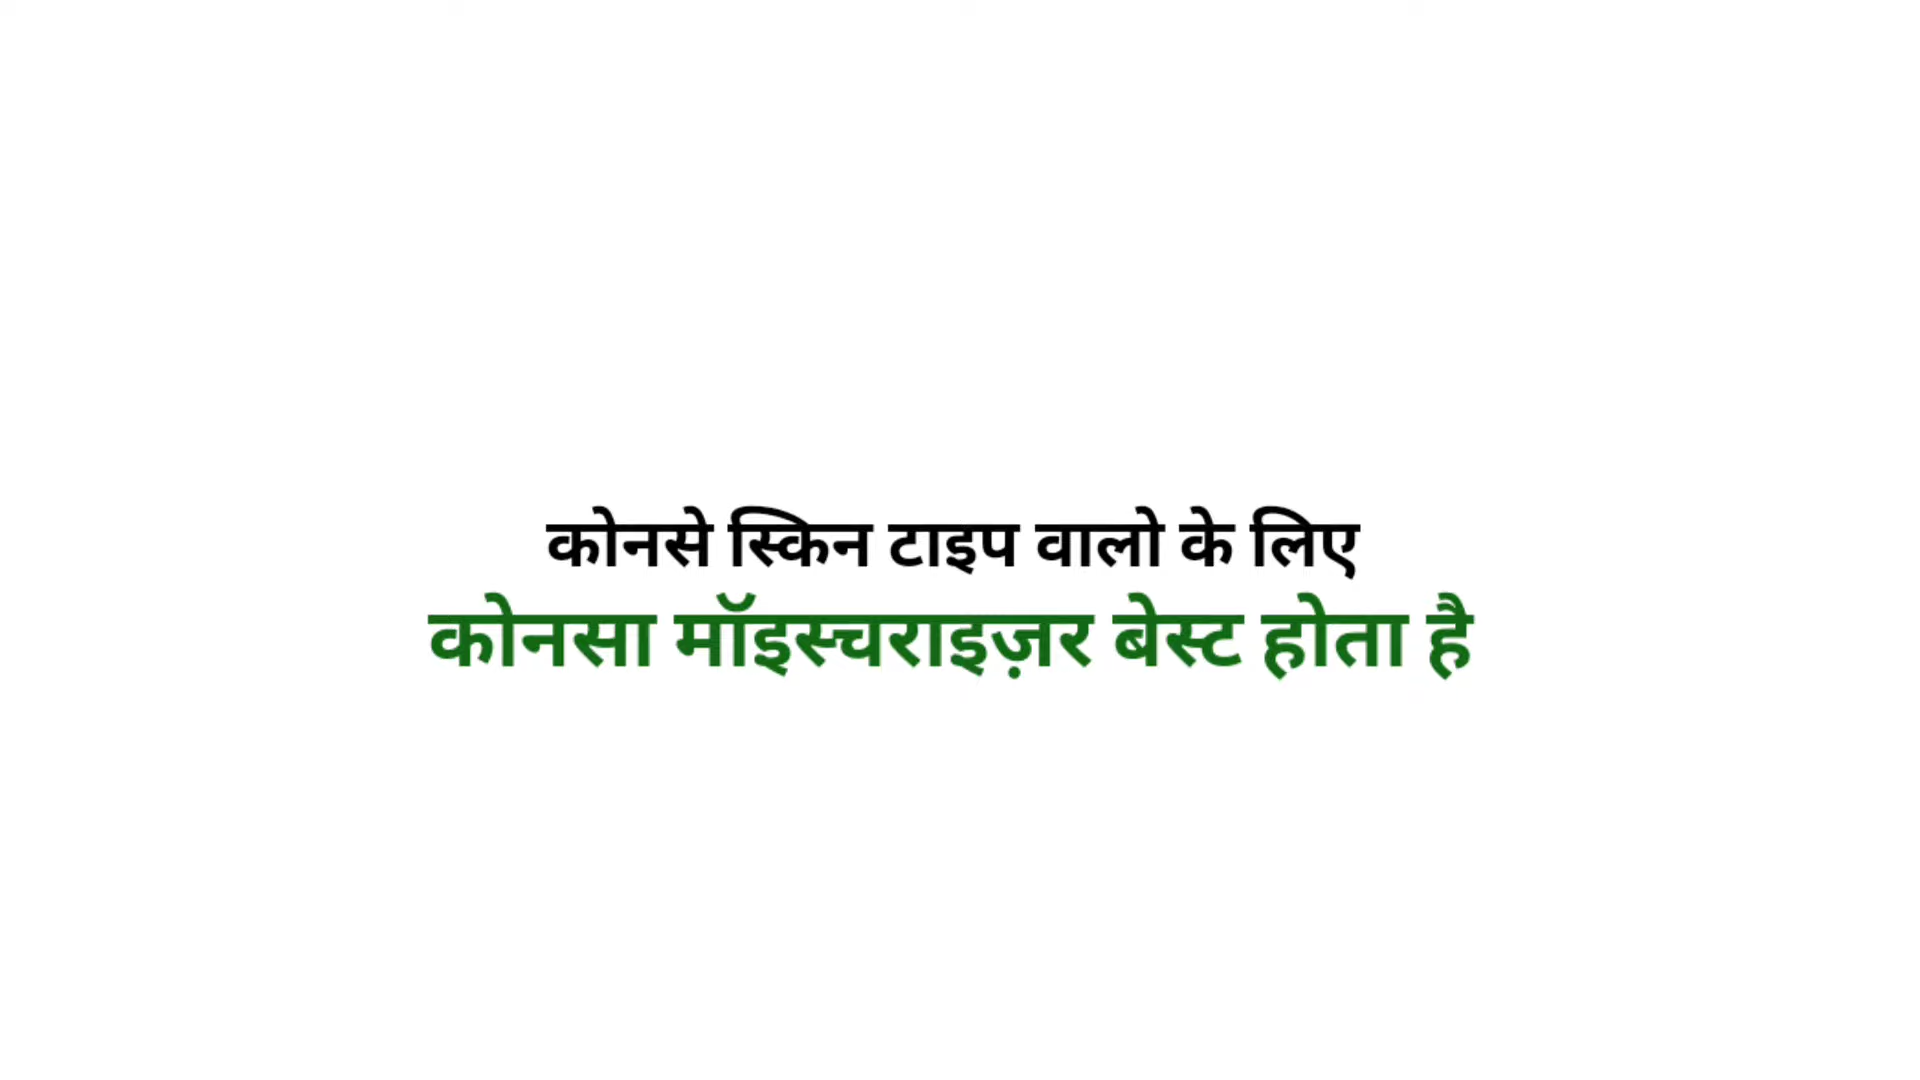 कोनसे स्किन टाइप वालो के लिए
कोनसा मॉइस्चराइज़र बेस्ट होता है